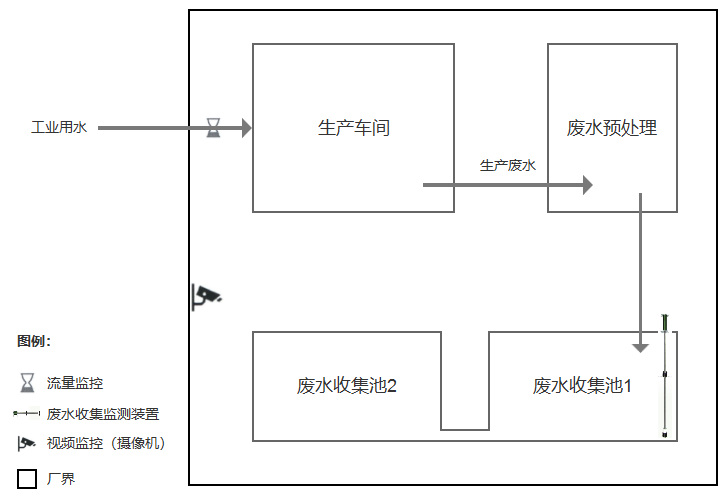 工业用水
生产车间
废水预处理
生产废水
图例：
流量监控
废水收集监测装置
视频监控（摄像机）
厂界
废水收集池2
废水收集池1